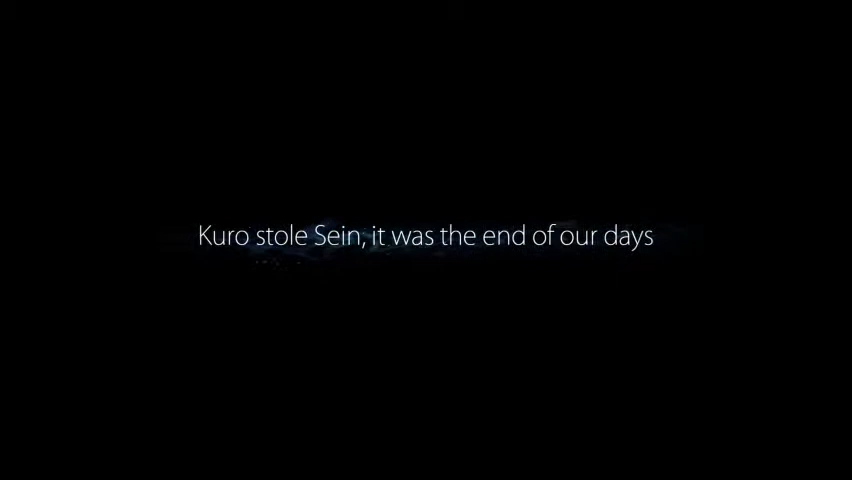 Kuro stole Sein, it was the end of our days